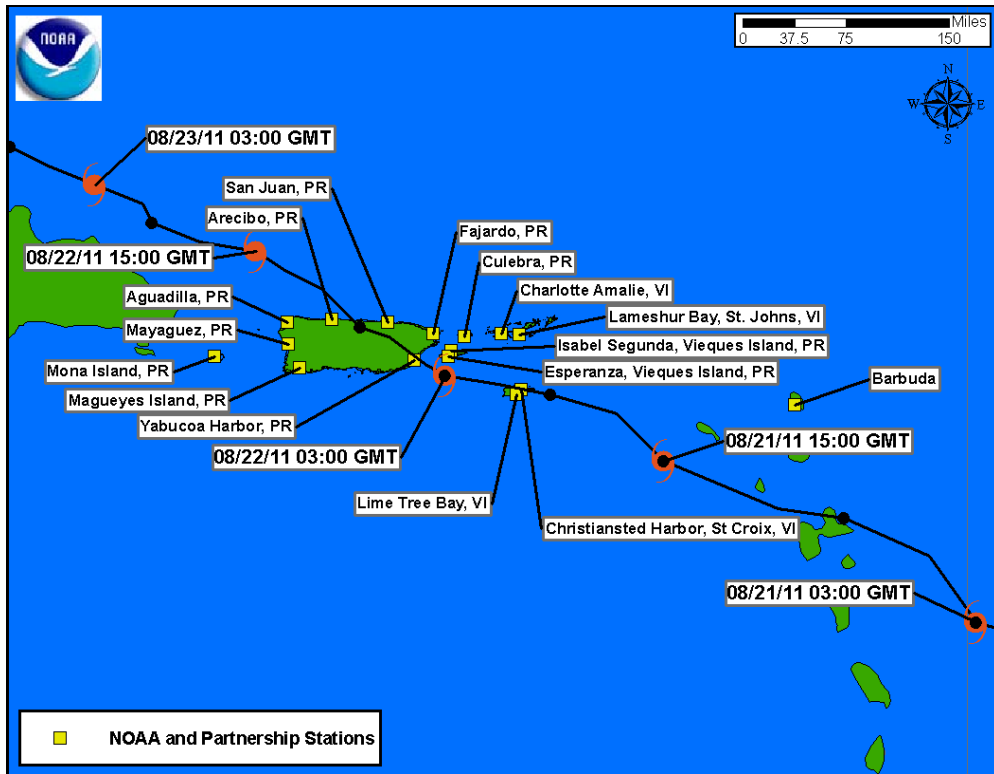 NOAA
Miles
0 37.5 75 150
N
W E
S
08/23/11 03:00 GMT
San Juan, PR
Arecibo, PR
Fajardo, PR
08/22/11 15:00 GMT
Culebra, PR
Charlotte Amalie, VI
Aguadilla, PR
Lameshur Bay, St. Johns, VI
Mayaguez, PR
Isabel Segunda, Vieques Island, PR
Mona Island, PR
Esperanza, Vieques Island, PR
Barbuda
Magueyes Island, PR
Yabucoa Harbor, PR
08/21/11 15:00 GMT
08/22/11 03:00 GMT
Lime Tree Bay, VI
Christiansted Harbor, St Croix, VI
08/21/11 03:00 GMT
NOAA and Partnership Stations